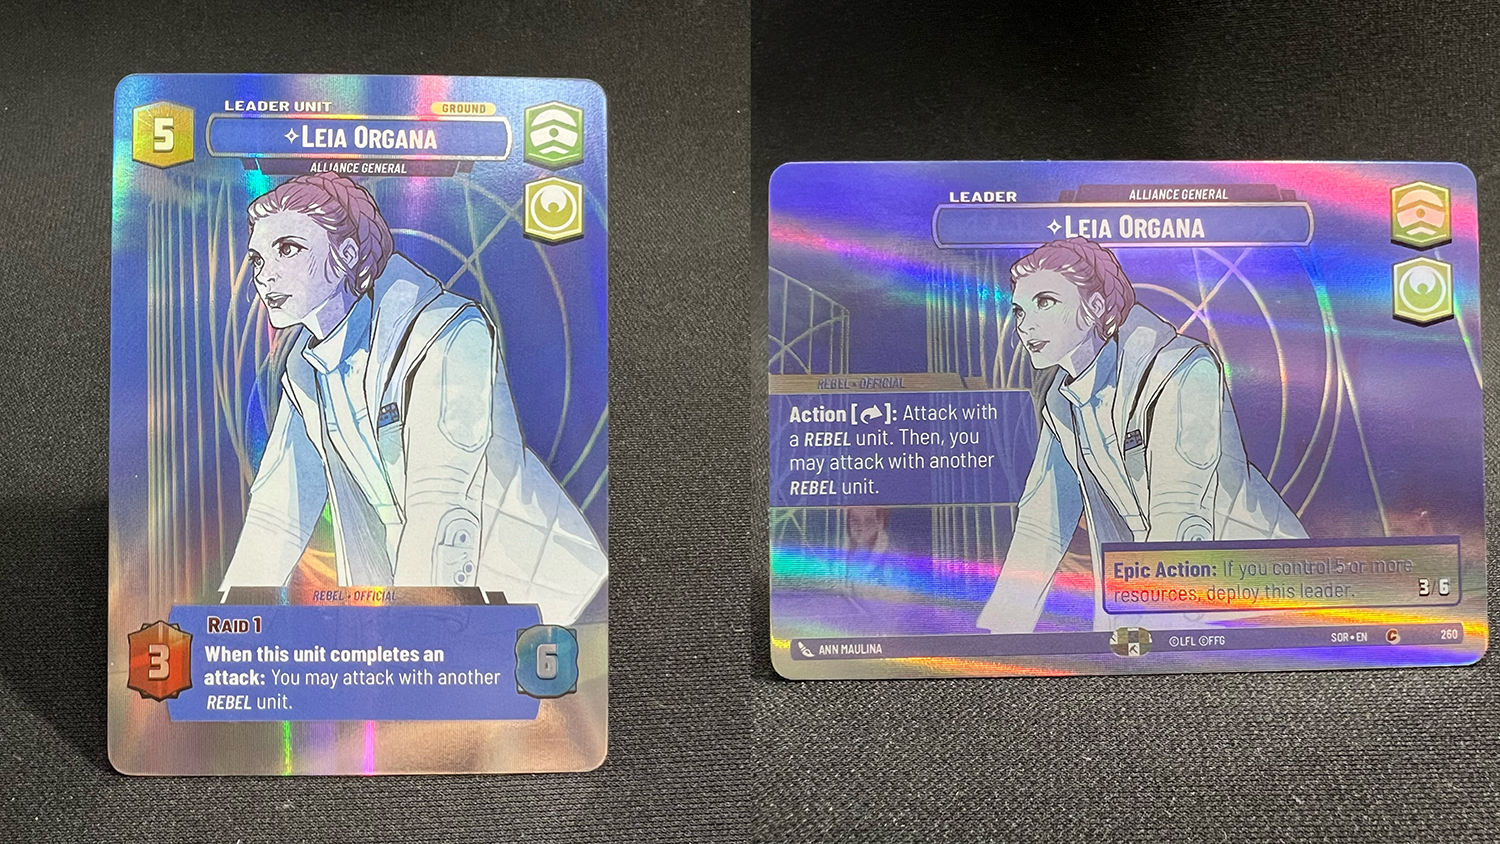 LEADER UNIT
GROUND
5
LEIA ORGANA
ALLIANCE GENERAL
REBEL • OFFICIAL
RAID 1
When this unit completes an
attack: You may attack with another
REBEL unit.
3
6
LEADER
ALLIANCE GENERAL
LEIA ORGANA
REBEL • OFFICIAL
Action [ ]: Attack with
a REBEL unit. Then, you
may attack with another
REBEL unit.
Epic Action: If you control 5 or more
resources, deploy this leader.
3/6
ANN MAULINA
©LFL ©FFG
SOR • EN
C
260